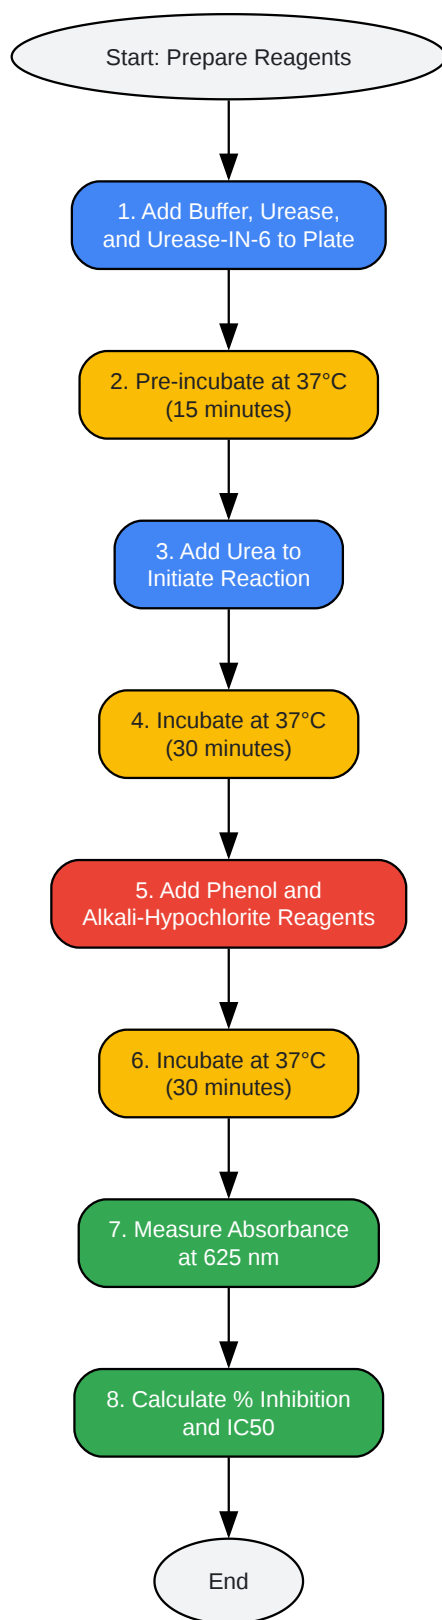 Start: Prepare Reagents
1. Add Buffer, Urease,
and Urease-IN-6 to Plate
2. Pre-incubate at 37°C
(15 minutes)
3. Add Urea to
Initiate Reaction
4. Incubate at 37°C
(30 minutes)
5. Add Phenol and
Alkali-Hypochlorite Reagents
6. Incubate at 37°C
(30 minutes)
7. Measure Absorbance
at 625 nm
8. Calculate % Inhibition
and IC50
End